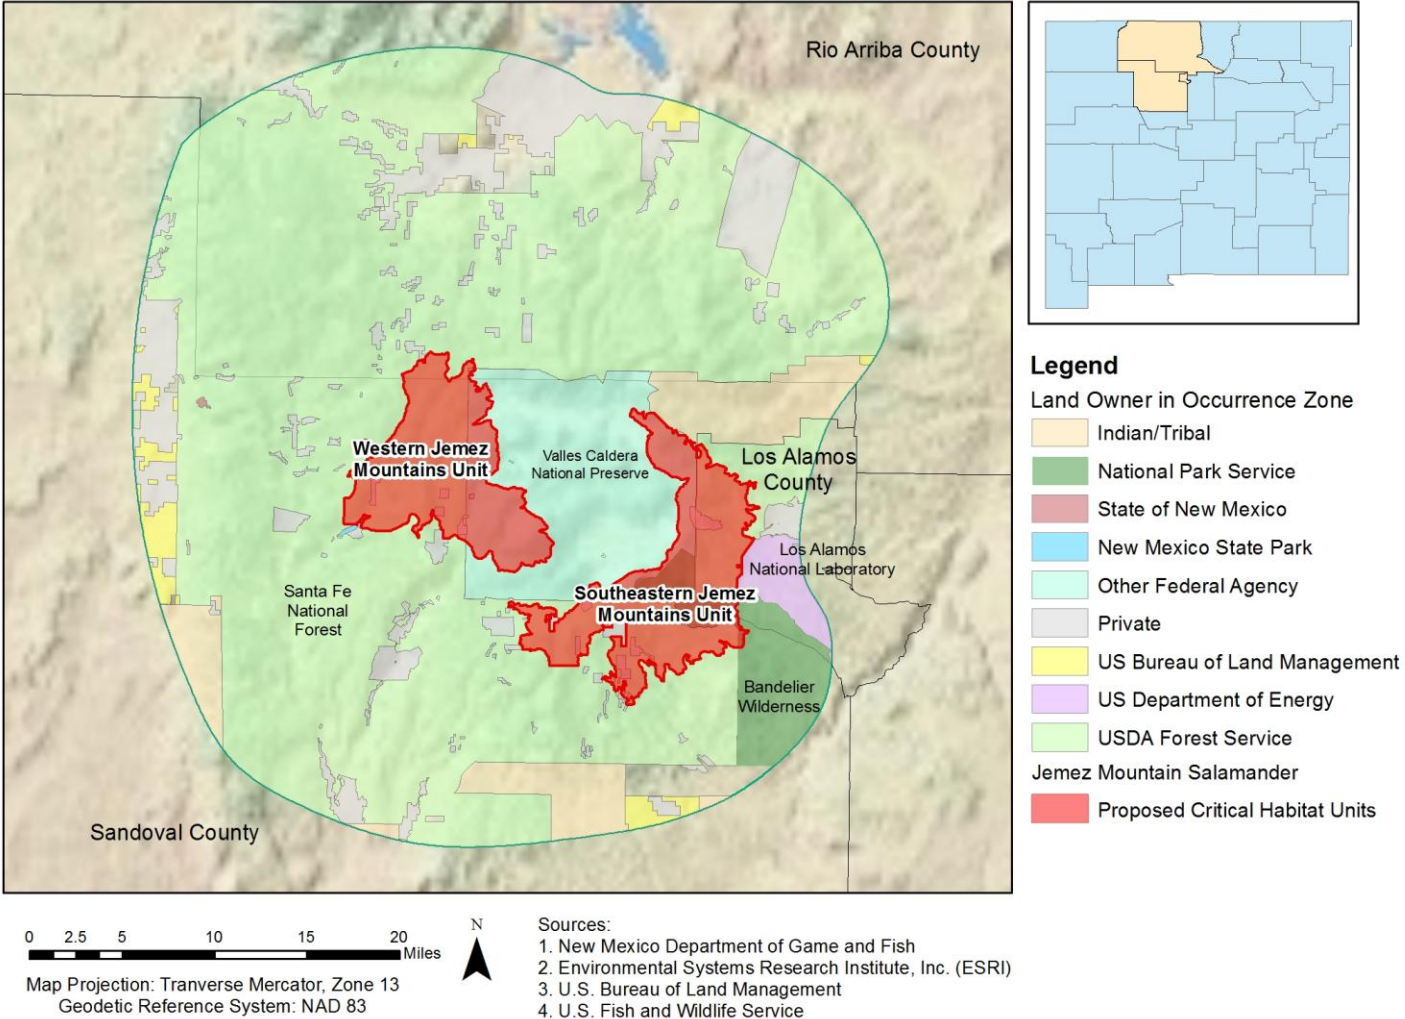 Rio Arriba County
Western Jemez
Mountains Unit
Valles Caldera
National Preserve
Los Alamos
County
Los Alamos
National Laboratory
Southeastern Jemez
Mountains Unit
Santa Fe
National
Forest
Bandelier
Wilderness
Sandoval County
Legend
Land Owner in Occurrence Zone
Indian/Tribal
National Park Service
State of New Mexico
New Mexico State Park
Other Federal Agency
Private
US Bureau of Land Management
US Department of Energy
USDA Forest Service
Jemez Mountain Salamander
Proposed Critical Habitat Units
0 2.5 5 10 15 20
Miles
Map Projection: Tranverse Mercator, Zone 13
Geodetic Reference System: NAD 83
N
Sources:
1. New Mexico Department of Game and Fish
2. Environmental Systems Research Institute, Inc. (ESRI)
3. U.S. Bureau of Land Management
4. U.S. Fish and Wildlife Service